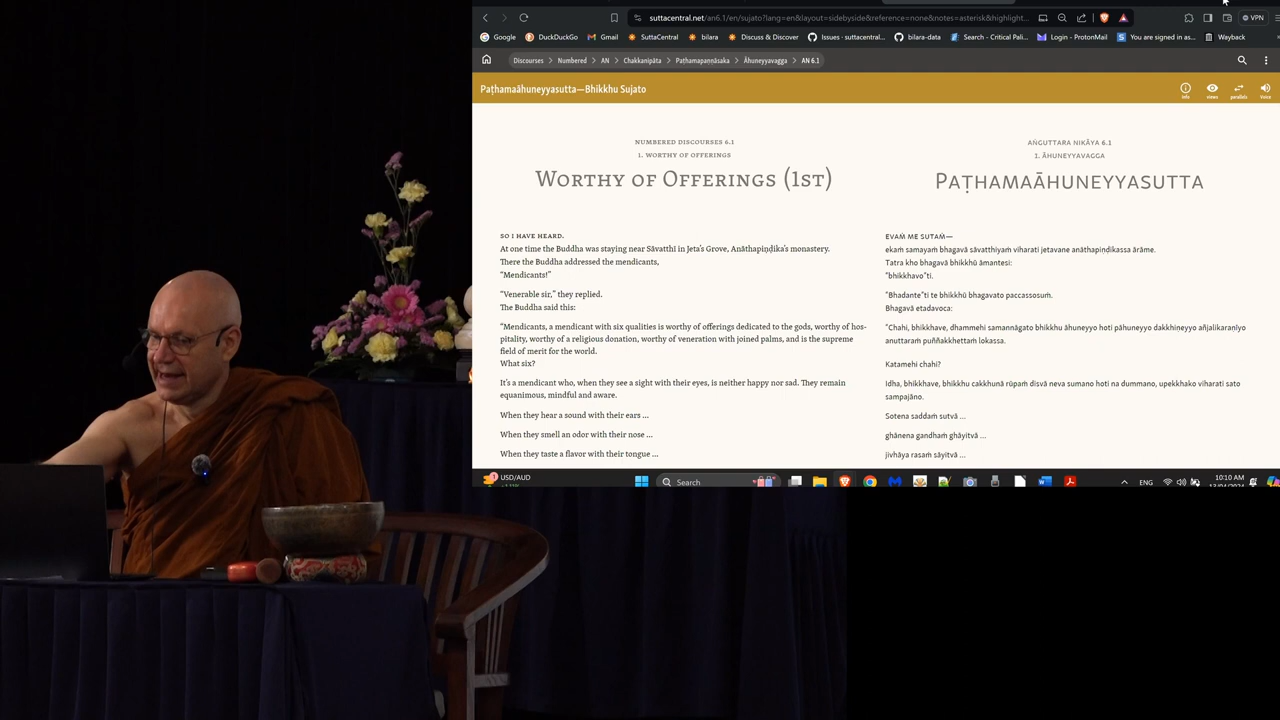 suttacentral.net/an6.1/en/sujato?lang=en&layout=sidebyside&reference=none&notes=asterisk&highlight...
VPN
Google
DuckDuckGo
Gmail
SuttaCentral
bilara
Discuss & Discover
Issues · suttacentral...
bilara-data
Search - Critical Pali...
Login - ProtonMail
You are signed in as...
Wayback
Discourses
Numbered
AN
Chakkanipāta
Paṭhamapaṇṇāsaka
Āhuneyyavagga
AN 6.1
Paṭhamaāhuneyyasutta—Bhikkhu Sujato
info
views
parallels
Voice
NUMBERED DISCOURSES 6.1
1. WORTHY OF OFFERINGS
WORTHY OF OFFERINGS (1ST)
SO I HAVE HEARD.
At one time the Buddha was staying near Sāvatthī in Jeta's Grove, Anāthapiṇḍika's monastery.
There the Buddha addressed the mendicants,
"Mendicants!"
"Venerable sir," they replied.
The Buddha said this:
"Mendicants, a mendicant with six qualities is worthy of offerings dedicated to the gods, worthy of hos-
pitality, worthy of a religious donation, worthy of veneration with joined palms, and is the supreme
field of merit for the world.
What six?
It's a mendicant who, when they see a sight with their eyes, is neither happy nor sad. They remain
equanimous, mindful and aware.
When they hear a sound with their ears ...
When they smell an odor with their nose ...
When they taste a flavor with their tongue ...
AṄGUTTARA NIKĀYA 6.1
1. ĀHUNEYYAVAGGA
PAṬHAMAĀHUNEYYASUTTA
EVAṀ ME SUTAṀ—
ekaṁ samayaṁ bhagavā sāvatthiyaṁ viharati jetavane anāthapiṇḍikassa ārāme.
Tatra kho bhagavā bhikkhū āmantesi:
"bhikkhavo"ti.
"Bhadante"ti te bhikkhū bhagavato paccassosuṁ.
Bhagavā etadavoca:
"Chahi, bhikkhave, dhammehi samannāgato bhikkhu āhuneyyo hoti pāhuneyyo dakkhiṇeyyo añjalikaraṇīyo
anuttaraṁ puññakkhettaṁ lokassa.
Katamehi chahi?
Idha, bhikkhave, bhikkhu cakkhunā rūpaṁ disvā neva sumano hoti na dummano, upekkhako viharati sato
sampajāno.
Sotena saddaṁ sutvā ...
ghānena gandhaṁ ghāyitvā ...
jivhāya rasaṁ sāyitvā ...
USD/AUD
Search
ENG
10:10 AM